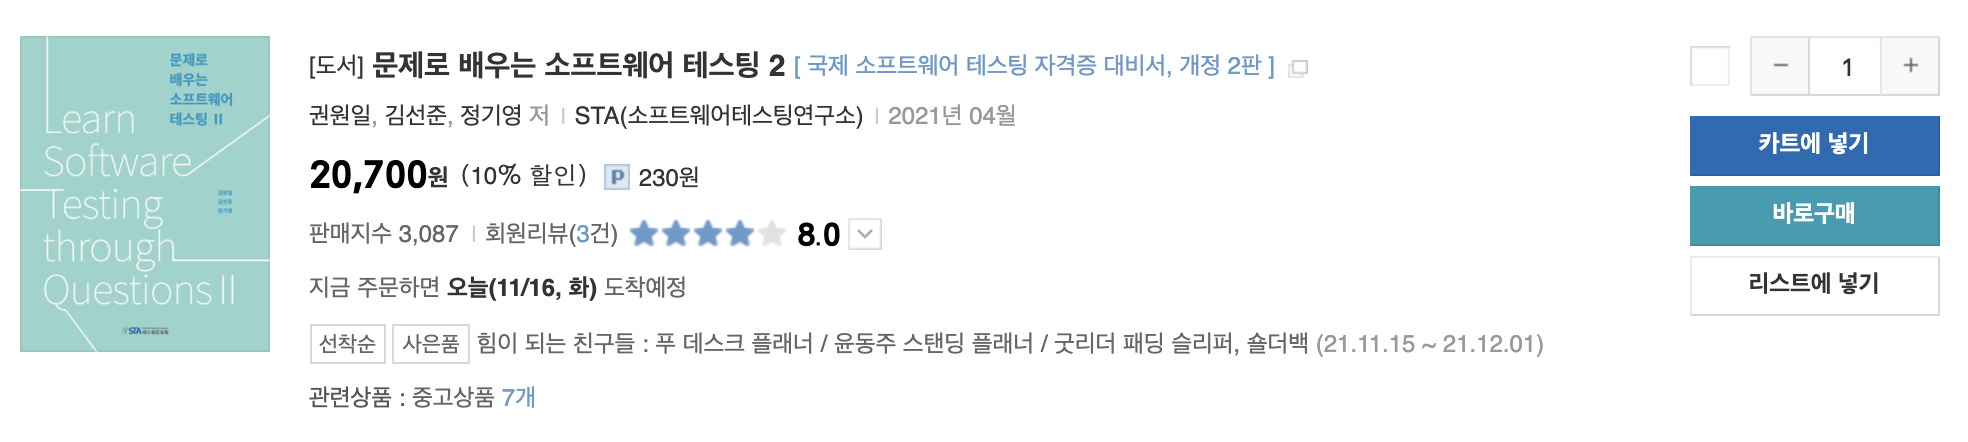 문제로
배우는
소프트웨어
테스팅 II
Learn
Software
Testing
through
Questions II
권원일
김선준
정기영
STA
[도서] 문제로 배우는 소프트웨어 테스팅 2 [ 국제 소프트웨어 테스팅 자격증 대비서, 개정 2판 ]
권원일, 김선준, 정기영 저 | STA(소프트웨어테스팅연구소) | 2021년 04월
20,700원 (10% 할인) P 230원
판매지수 3,087 | 회원리뷰(3건) 8.0
지금 주문하면 오늘(11/16, 화) 도착예정
선착순 사은품 힘이 되는 친구들 : 푸 데스크 플래너 / 윤동주 스탠딩 플래너 / 굿리더 패딩 슬리퍼, 숄더백 (21.11.15 ~ 21.12.01)
관련상품 : 중고상품 7개
− 1 +
카트에 넣기
바로구매
리스트에 넣기